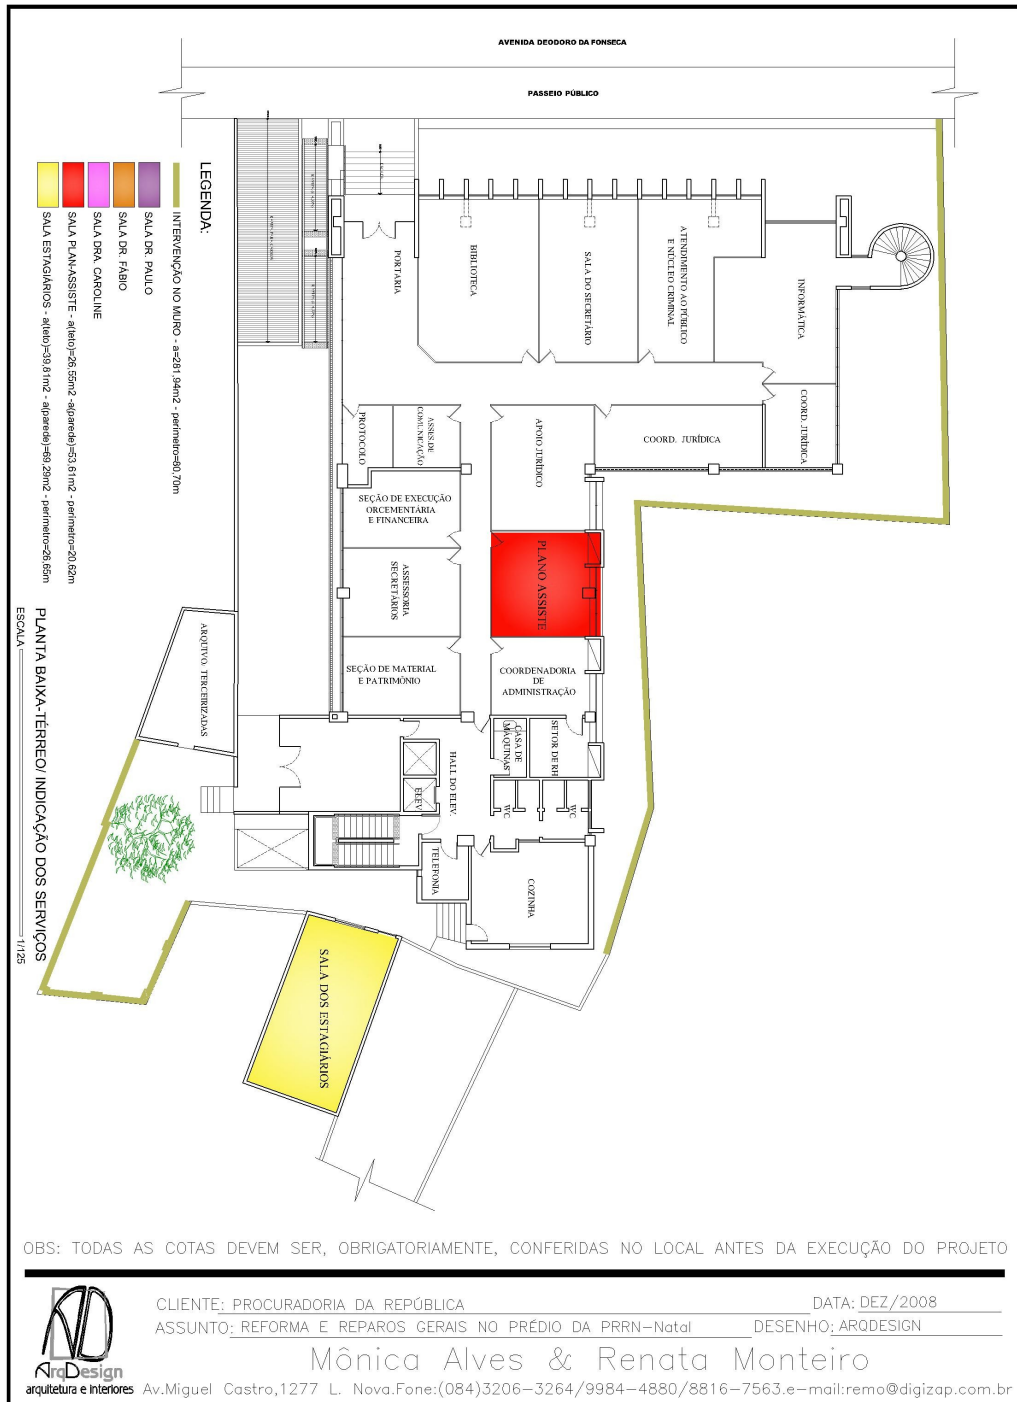 AVENIDA DEODORO DA FONSECA
PASSEIO PÚBLICO
LEGENDA:
INTERVENÇÃO NO MURO - a=281,94m2 - perimetro=80,70m
SALA DR. PAULO
SALA DR. FÁBIO
SALA DRA. CAROLINE
SALA PLAN-ASSISTE - a(teto)=26,55m2 -a(parede)=53,61m2 - perimetro=20,62m
SALA ESTAGIÁRIOS - a(teto)=39,81m2 - a(parede)=69,29m2 - perimetro=26,65m
PORTARIA
BIBLIOTECA
SALA DO SECRETÁRIO
ATENDIMENTO AO PÚBLICO
E NÚCLEO CRIMINAL
INFORMÁTICA
PROTOCOLO
ASSES.DE
COMUNICAÇÃO
APOIO JURÍDICO
COORD. JURÍDICA
COORD. JURÍDICA
SEÇÃO DE EXECUÇÃO
ORCEMENTÁRIA
E FINANCEIRA
PLANO ASSISTE
ASSESSORIA
SECRETÁRIOS
SEÇÃO DE MATERIAL
E PATRIMÔNIO
COORDENADORIA
DE
ADMINISTRAÇÃO
ARQUIVO. TERCEIRIZADAS
HALL DO ELEV.
CASA DE
MÁQUINAS
SETOR DE RH
ELEV.
WC
WC
TELEFONIA
COZINHA
SALA DOS ESTAGIÁRIOS
PLANTA BAIXA-TÉRREO/ INDICAÇÃO DOS SERVIÇOS
ESCALA 1/125
OBS: TODAS AS COTAS DEVEM SER, OBRIGATORIAMENTE, CONFERIDAS NO LOCAL ANTES DA EXECUÇÃO DO PROJETO
CLIENTE: PROCURADORIA DA REPÚBLICA DATA: DEZ/2008
ASSUNTO: REFORMA E REPAROS GERAIS NO PRÉDIO DA PRRN-Natal DESENHO: ARQDESIGN
Mônica Alves & Renata Monteiro
ArqDesign
arquitetura e interiores
Av.Miguel Castro,1277 L. Nova.Fone:(084)3206-3264/9984-4880/8816-7563.e-mail:remo@digizap.com.br